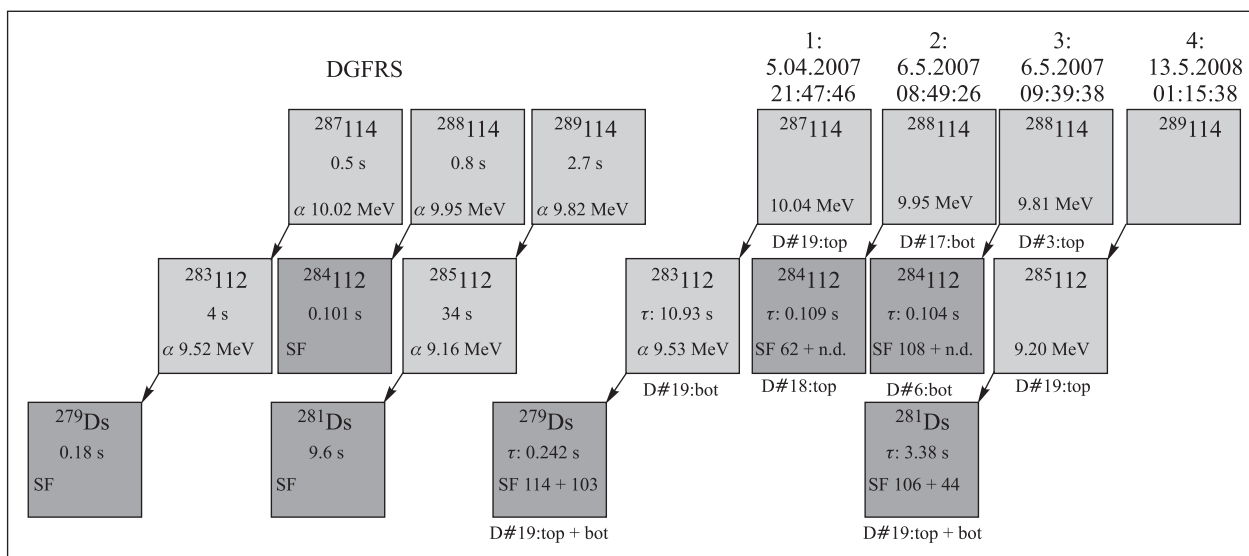 DGFRS
1:
5.04.2007
21:47:46
2:
6.5.2007
08:49:26
3:
6.5.2007
09:39:38
4:
13.5.2008
01:15:38
²⁸⁷114
0.5 s
α 10.02 MeV
²⁸⁸114
0.8 s
α 9.95 MeV
²⁸⁹114
2.7 s
α 9.82 MeV
²⁸⁷114
10.04 MeV
D#19:top
²⁸⁸114
9.95 MeV
D#17:bot
²⁸⁸114
9.81 MeV
D#3:top
²⁸⁹114
²⁸³112
4 s
α 9.52 MeV
²⁸⁴112
0.101 s
SF
²⁸⁵112
34 s
α 9.16 MeV
²⁸³112
τ: 10.93 s
α 9.53 MeV
D#19:bot
²⁸⁴112
τ: 0.109 s
SF 62 + n.d.
D#18:top
²⁸⁴112
τ: 0.104 s
SF 108 + n.d.
D#6:bot
²⁸⁵112
9.20 MeV
D#19:top
²⁷⁹Ds
0.18 s
SF
²⁸¹Ds
9.6 s
SF
²⁷⁹Ds
τ: 0.242 s
SF 114 + 103
D#19:top + bot
²⁸¹Ds
τ: 3.38 s
SF 106 + 44
D#19:top + bot